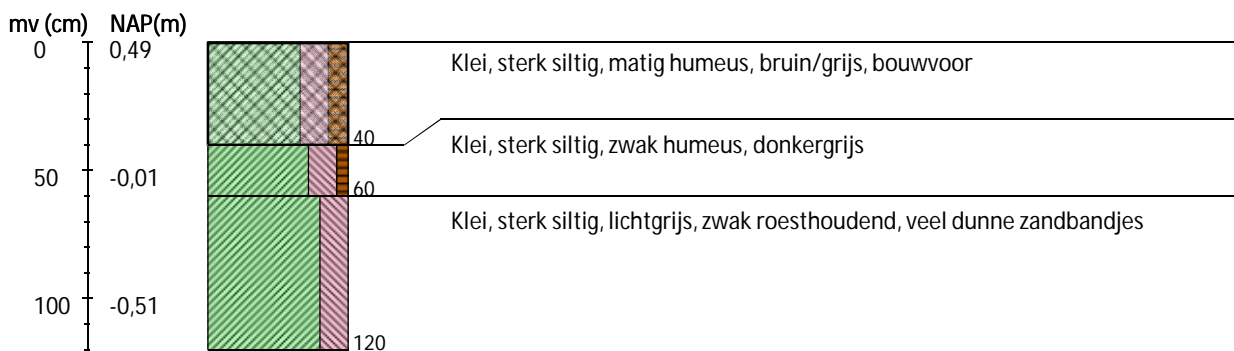 mv (cm) NAP(m)
0 0,49
Klei, sterk siltig, matig humeus, bruin/grijs, bouwvoor
40
Klei, sterk siltig, zwak humeus, donkergrijs
50 -0,01
60
Klei, sterk siltig, lichtgrijs, zwak roesthoudend, veel dunne zandbandjes
100 -0,51
120